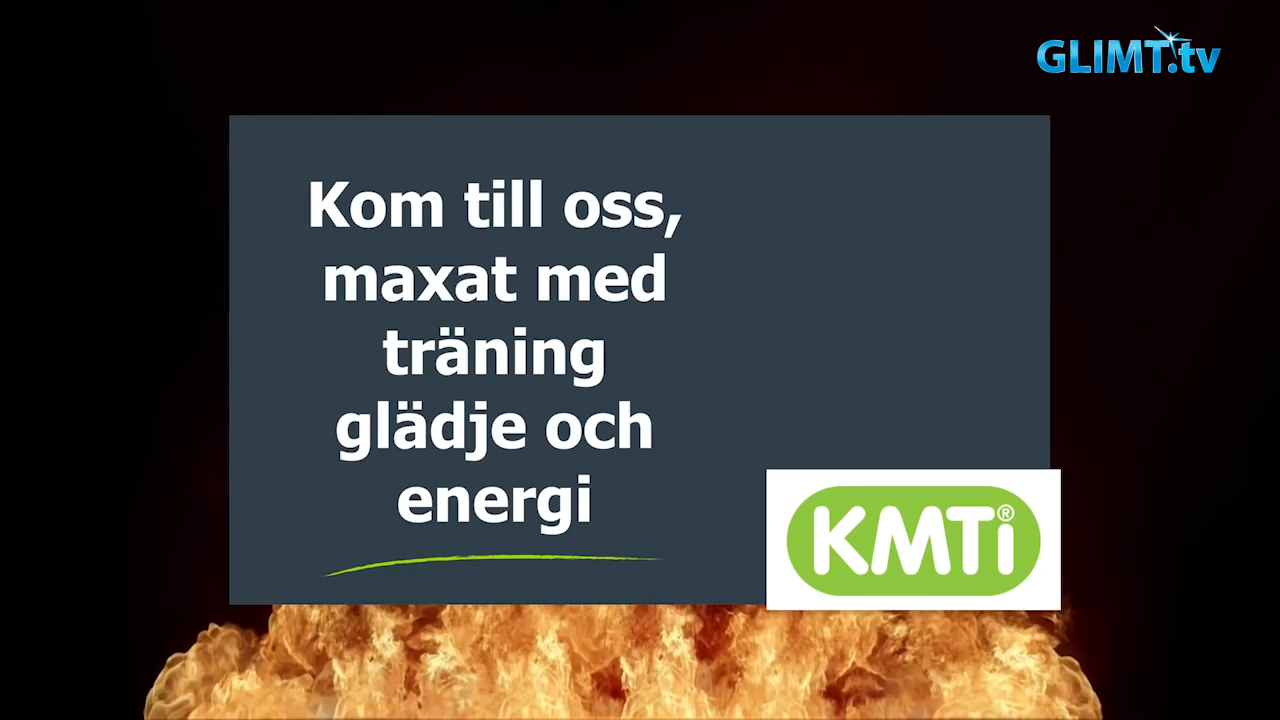 GLIMT.tv
Kom till oss,
maxat med
träning
glädje och
energi
KMTi®